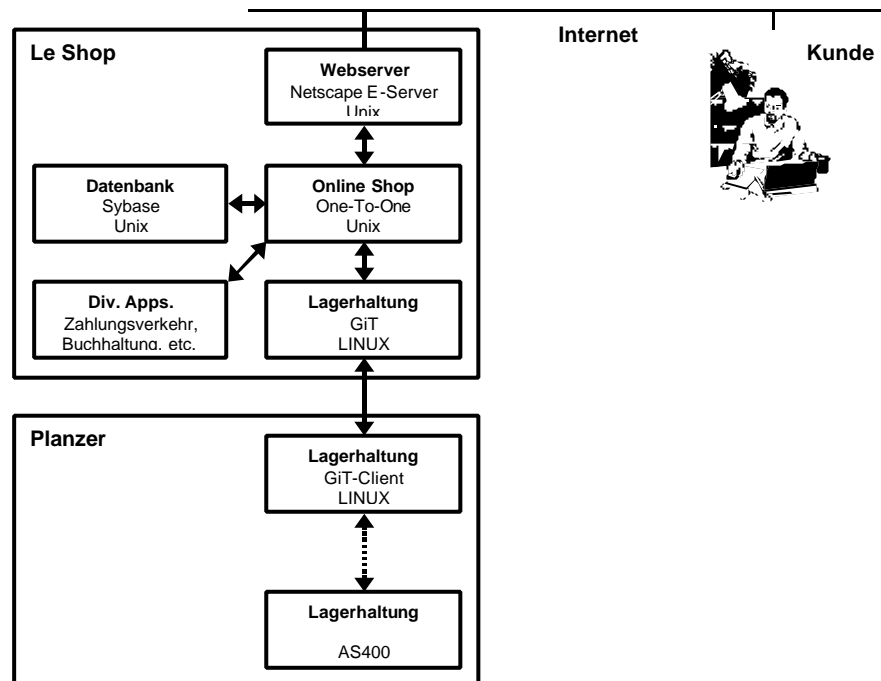 Internet
Kunde
Le Shop
Webserver
Netscape E-Server
Unix
Datenbank
Sybase
Unix
Online Shop
One-To-One
Unix
Div. Apps.
Zahlungsverkehr,
Buchhaltung, etc.
Lagerhaltung
GiT
LINUX
Planzer
Lagerhaltung
GiT-Client
LINUX
Lagerhaltung
AS400